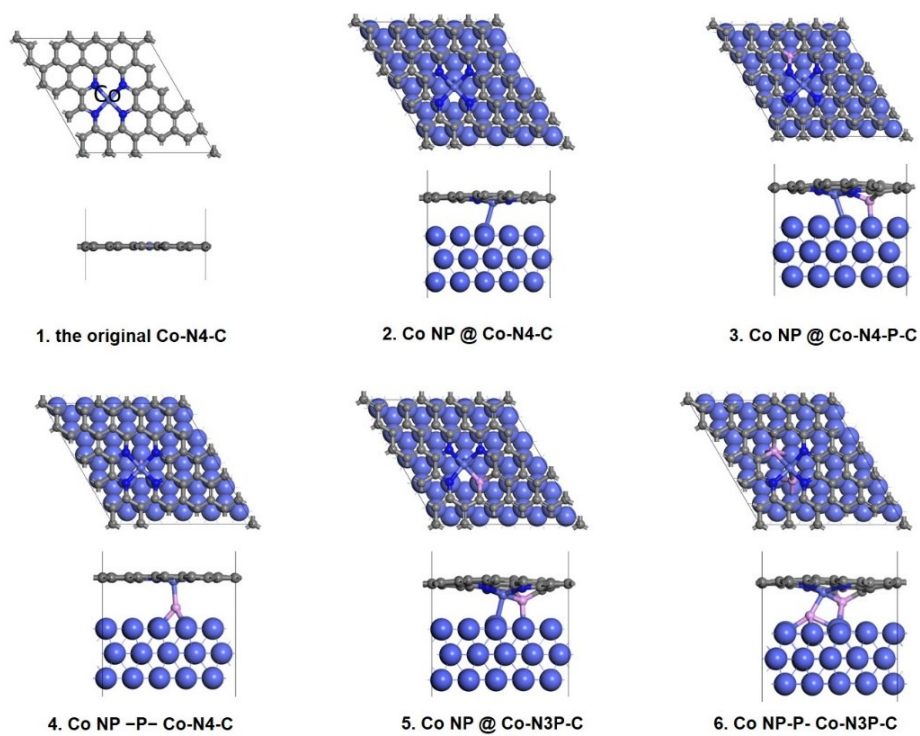 Co
1. the original Co-N4-C
2. Co NP @ Co-N4-C
3. Co NP @ Co-N4-P-C
4. Co NP –P– Co-N4-C
5. Co NP @ Co-N3P-C
6. Co NP-P- Co-N3P-C